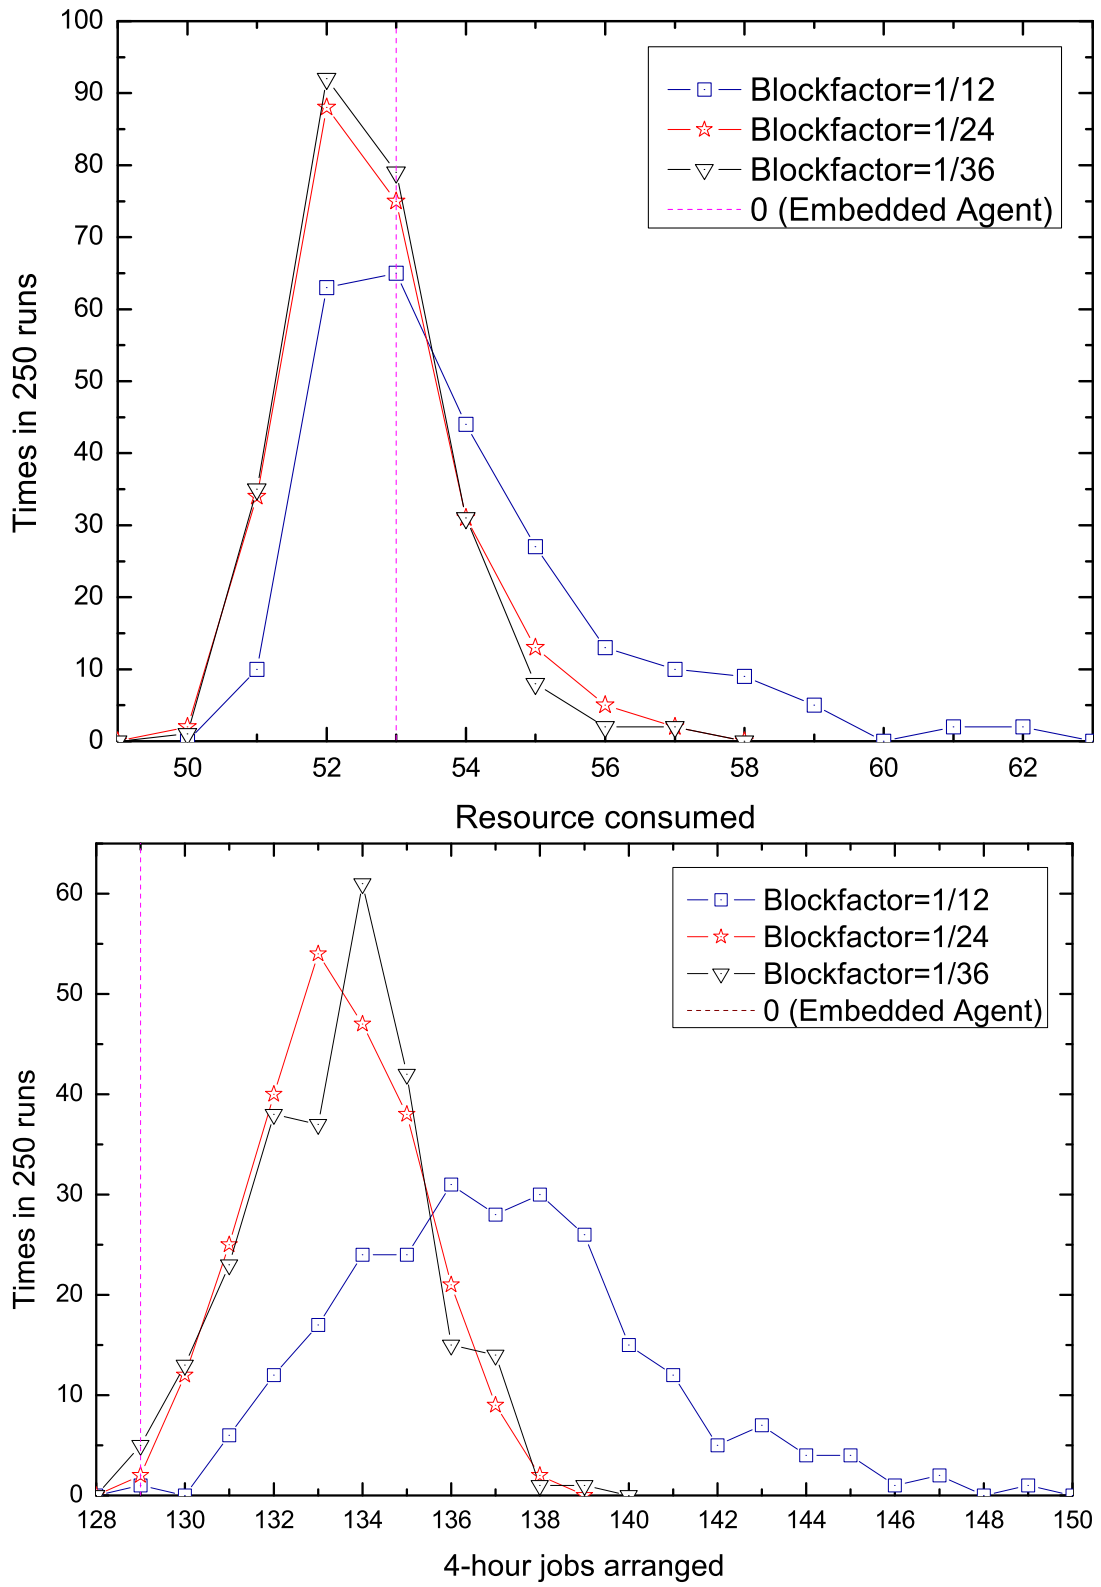 100
90
80
70
60
50
40
30
20
10
0
Times in 250 runs
Blockfactor=1/12
Blockfactor=1/24
Blockfactor=1/36
0 (Embedded Agent)
50 52 54 56 58 60 62
Resource consumed
60
50
40
30
20
10
0
Times in 250 runs
Blockfactor=1/12
Blockfactor=1/24
Blockfactor=1/36
0 (Embedded Agent)
128 130 132 134 136 138 140 142 144 146 148 150
4-hour jobs arranged